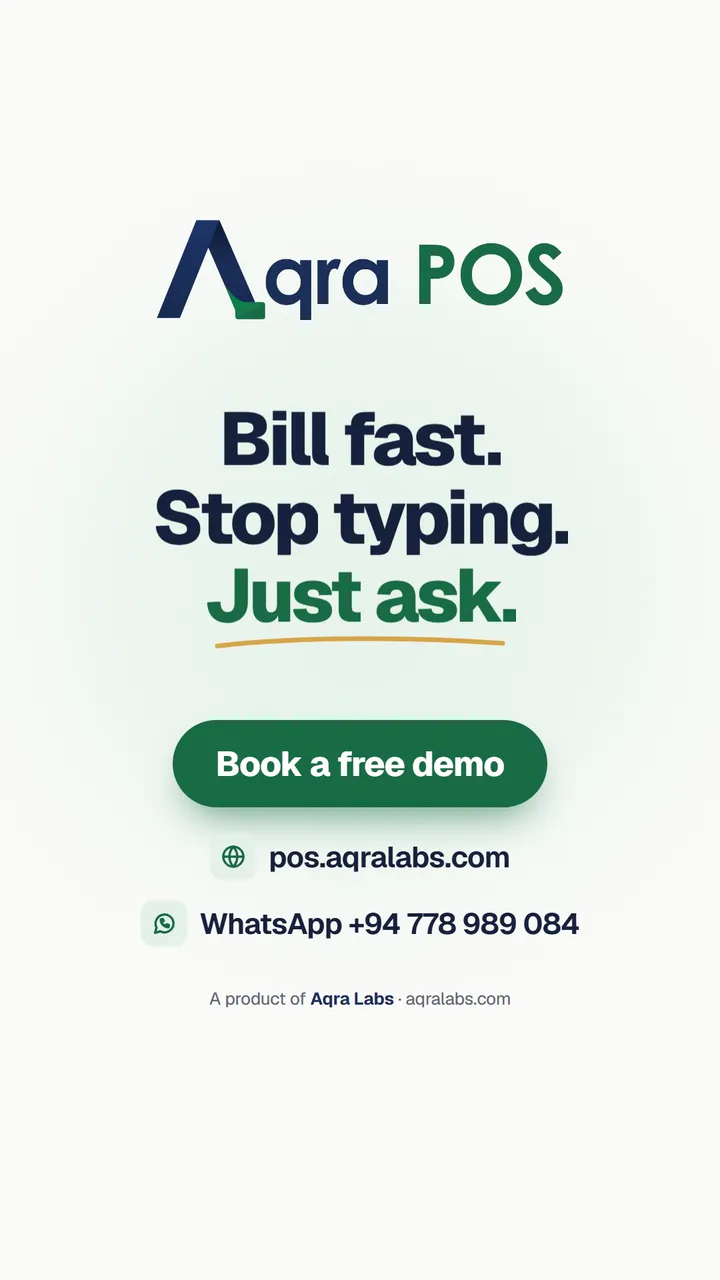 Aqra POS
Bill fast.
Stop typing.
Just ask.
Book a free demo
pos.aqralabs.com
WhatsApp +94 778 989 084
A product of Aqra Labs · aqralabs.com